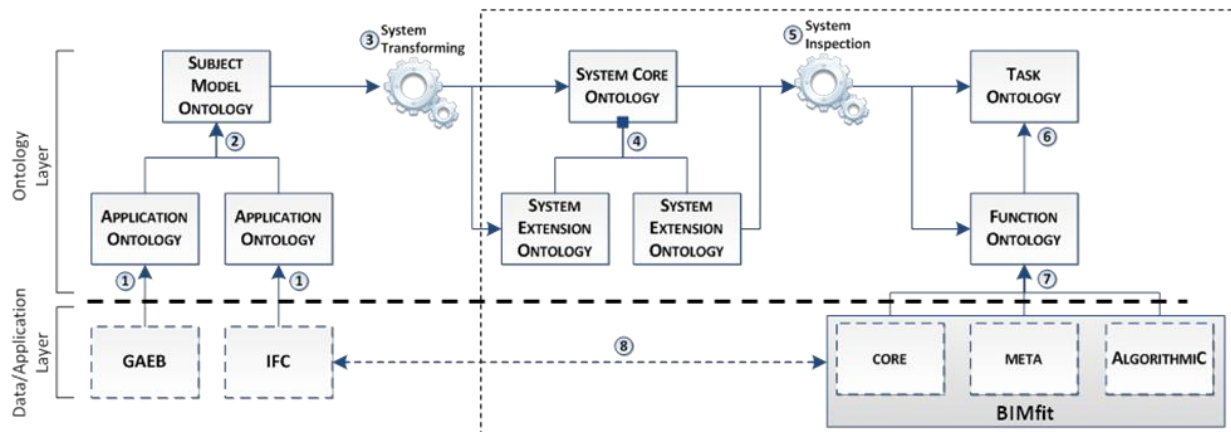 ③ System
Transforming
⑤ System
Inspection
SUBJECT
MODEL
ONTOLOGY
SYSTEM CORE
ONTOLOGY
TASK
ONTOLOGY
②
④
⑥
Ontology
Layer
APPLICATION
ONTOLOGY
APPLICATION
ONTOLOGY
SYSTEM
EXTENSION
ONTOLOGY
SYSTEM
EXTENSION
ONTOLOGY
FUNCTION
ONTOLOGY
①
①
⑦
Data/Application
Layer
GAEB
IFC
⑧
CORE
META
ALGORITHMIC
BIMfit